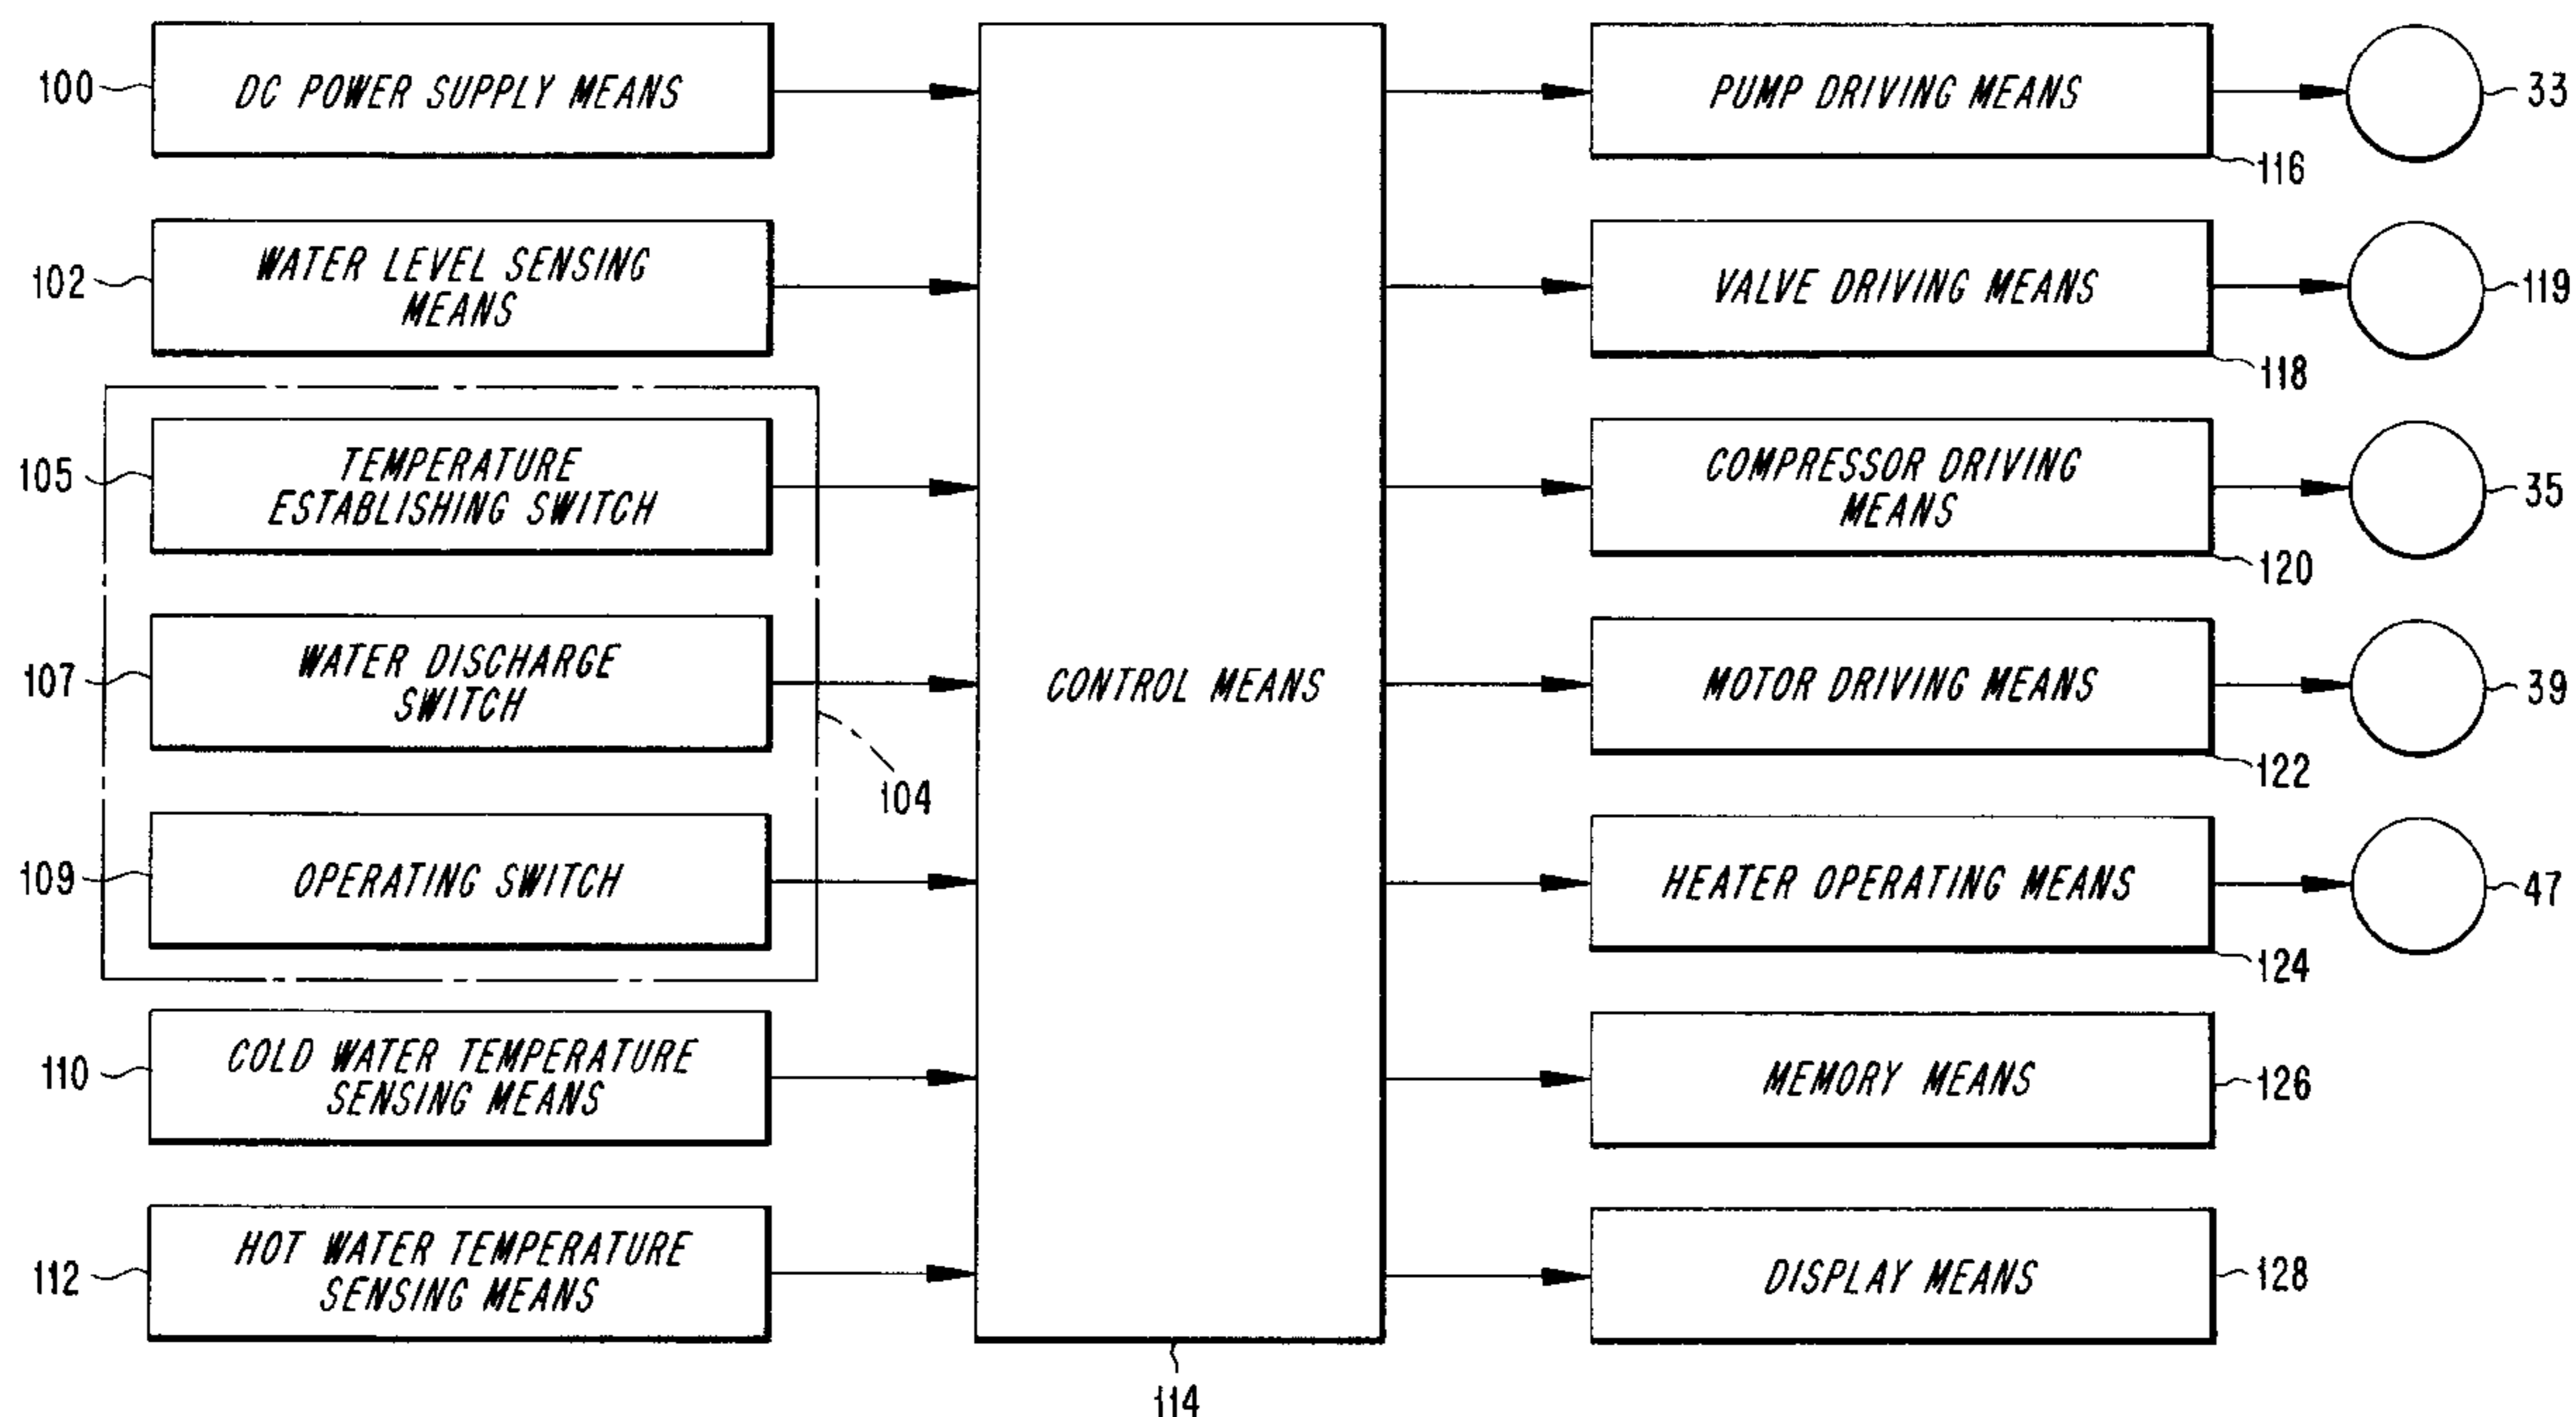 100
DC POWER SUPPLY MEANS
102
WATER LEVEL SENSING
MEANS
105
TEMPERATURE
ESTABLISHING SWITCH
107
WATER DISCHARGE
SWITCH
109
OPERATING SWITCH
104
110
COLD WATER TEMPERATURE
SENSING MEANS
112
HOT WATER TEMPERATURE
SENSING MEANS
CONTROL MEANS
114
PUMP DRIVING MEANS
116
33
VALVE DRIVING MEANS
118
119
COMPRESSOR DRIVING
MEANS
120
35
MOTOR DRIVING MEANS
122
39
HEATER OPERATING MEANS
124
47
MEMORY MEANS
126
DISPLAY MEANS
128